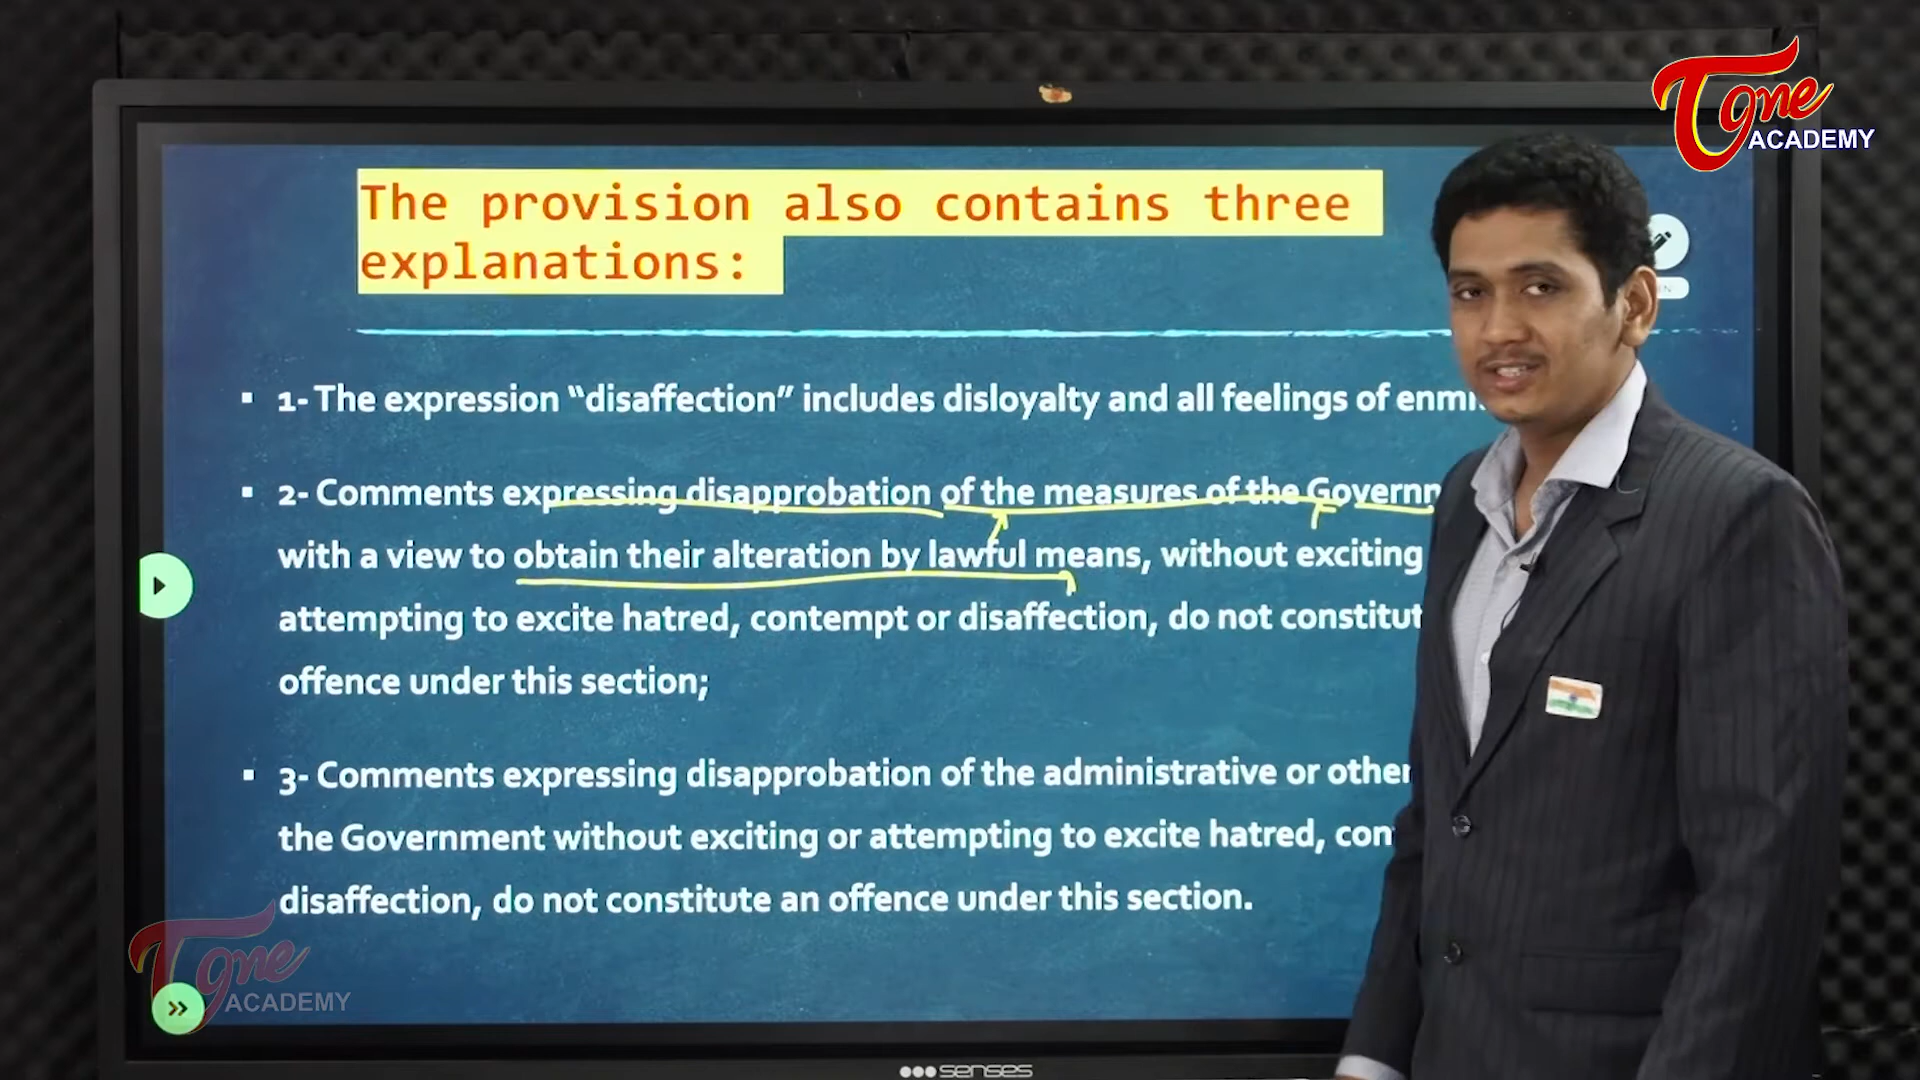 Tone
ACADEMY
The provision also contains three
explanations:
1- The expression “disaffection” includes disloyalty and all feelings of
2- Comments expressing disapprobation of the measures of the
with a view to obtain their alteration by lawful means, without exciting
attempting to excite hatred, contempt or disaffection, do not
offence under this section;
3- Comments expressing disapprobation of the administrative or other
the Government without exciting or attempting to excite hatred,
disaffection, do not constitute an offence under this section.
Tone
ACADEMY
senses